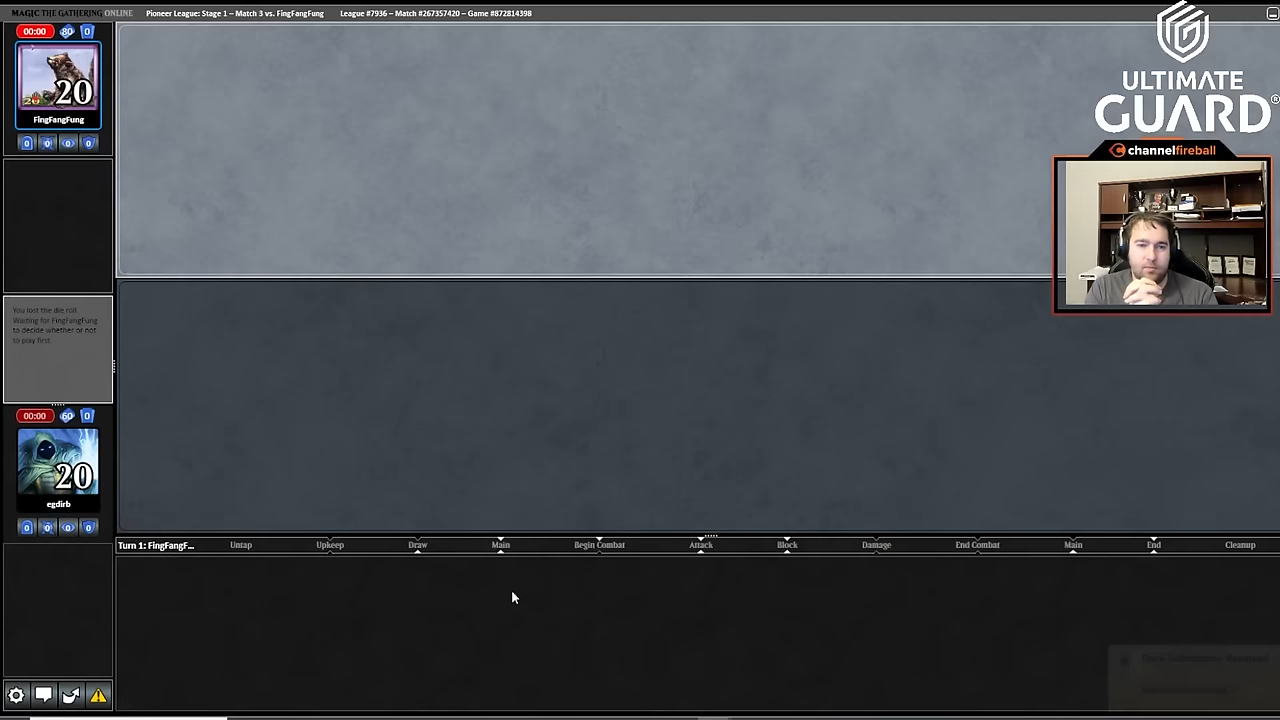 MAGIC THE GATHERING ONLINE Pioneer League: Stage 1 – Match 3 vs. FingFangFung League #7936 – Match #267357420 – Game #872814398
00:00 80 0
20 20
FingFangFung
0 0 0 0
ULTIMATE
GUARD®
channelfireball
You lost the die roll.
Waiting for FingFangFung
to decide whether or not
to play first.
00:00 60 0
20
egdirb
0 0 0 0
Turn 1: FingFangF... Untap Upkeep Draw Main Begin Combat Attack Block Damage End Combat Main End Cleanup